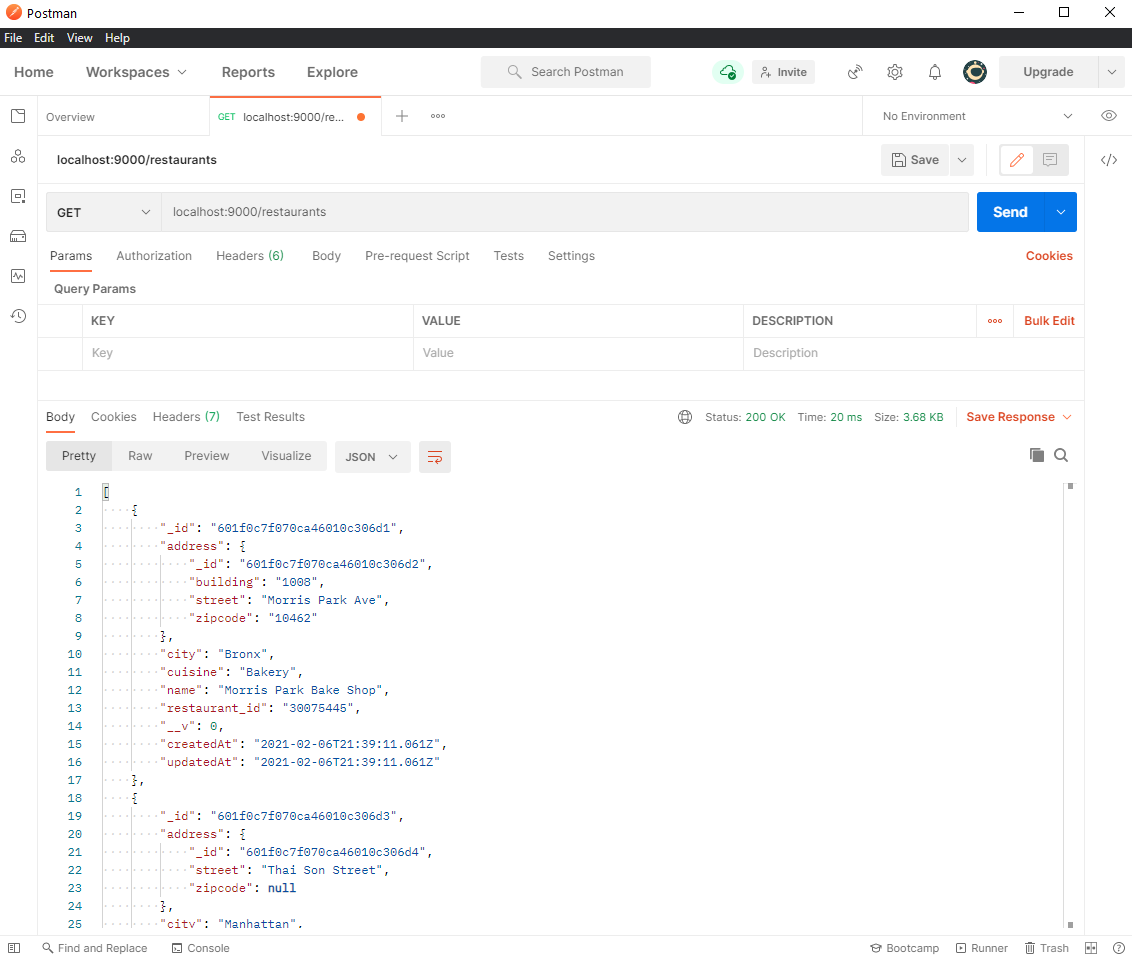 Postman
File Edit View Help
Home Workspaces Reports Explore Search Postman Invite Upgrade
Overview GET localhost:9000/re... No Environment
localhost:9000/restaurants Save
GET localhost:9000/restaurants Send
Params Authorization Headers (6) Body Pre-request Script Tests Settings Cookies
Query Params
KEY VALUE DESCRIPTION Bulk Edit
Key Value Description
Body Cookies Headers (7) Test Results Status: 200 OK Time: 20 ms Size: 3.68 KB Save Response
Pretty Raw Preview Visualize JSON
1 [
2 {
3 "_id": "601f0c7f070ca46010c306d1",
4 "address": {
5 "_id": "601f0c7f070ca46010c306d2",
6 "building": "1008",
7 "street": "Morris Park Ave",
8 "zipcode": "10462"
9 },
10 "city": "Bronx",
11 "cuisine": "Bakery",
12 "name": "Morris Park Bake Shop",
13 "restaurant_id": "30075445",
14 "__v": 0,
15 "createdAt": "2021-02-06T21:39:11.061Z",
16 "updatedAt": "2021-02-06T21:39:11.061Z"
17 },
18 {
19 "_id": "601f0c7f070ca46010c306d3",
20 "address": {
21 "_id": "601f0c7f070ca46010c306d4",
22 "street": "Thai Son Street",
23 "zipcode": null
24 },
25 "city": "Manhattan",
Find and Replace Console Bootcamp Runner Trash